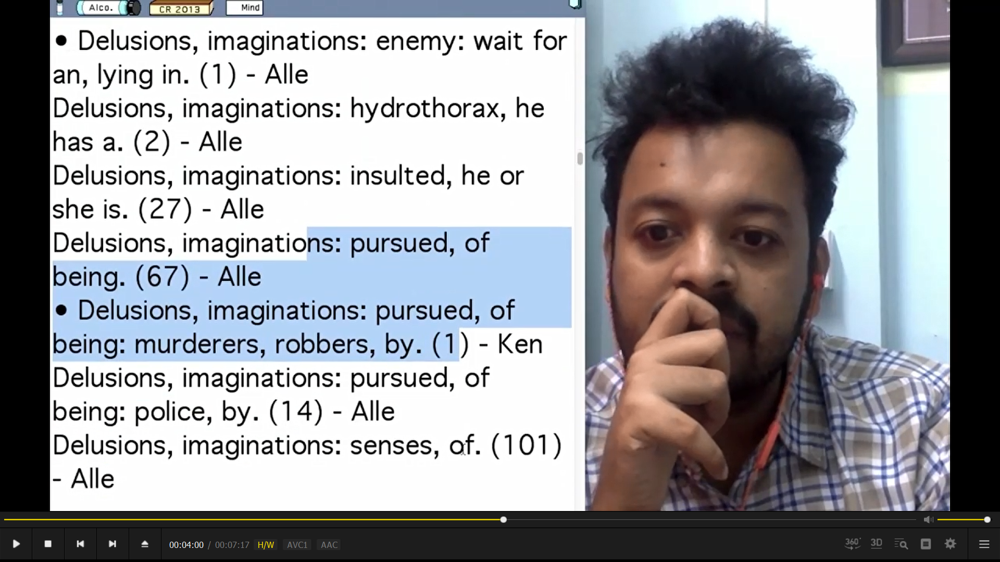 Alco. CR 2013 Mind
• Delusions, imaginations: enemy: wait for
an, lying in. (1) - Alle
Delusions, imaginations: hydrothorax, he
has a. (2) - Alle
Delusions, imaginations: insulted, he or
she is. (27) - Alle
Delusions, imaginations: pursued, of
being. (67) - Alle
• Delusions, imaginations: pursued, of
being: murderers, robbers, by. (1) - Ken
Delusions, imaginations: pursued, of
being: police, by. (14) - Alle
Delusions, imaginations: senses, of. (101)
- Alle
00:04:00 / 00:07:17 H/W AVC1 AAC 360° 3D